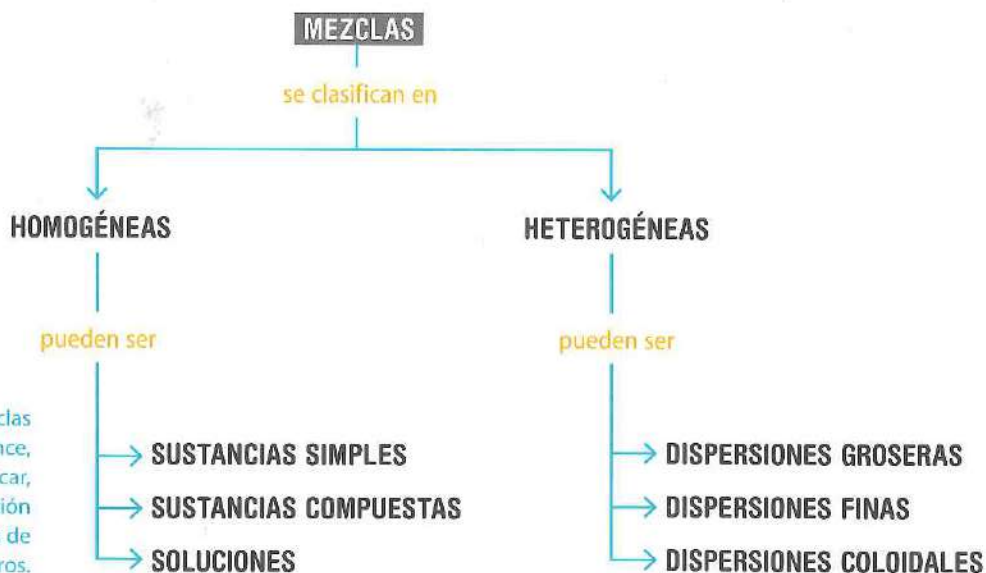 MEZCLAS
se clasifican en
HOMOGÉNEAS
HETEROGÉNEAS
pueden ser
pueden ser
SUSTANCIAS SIMPLES
SUSTANCIAS COMPUESTAS
SOLUCIONES
DISPERSIONES GROSERAS
DISPERSIONES FINAS
DISPERSIONES COLOIDALES
de